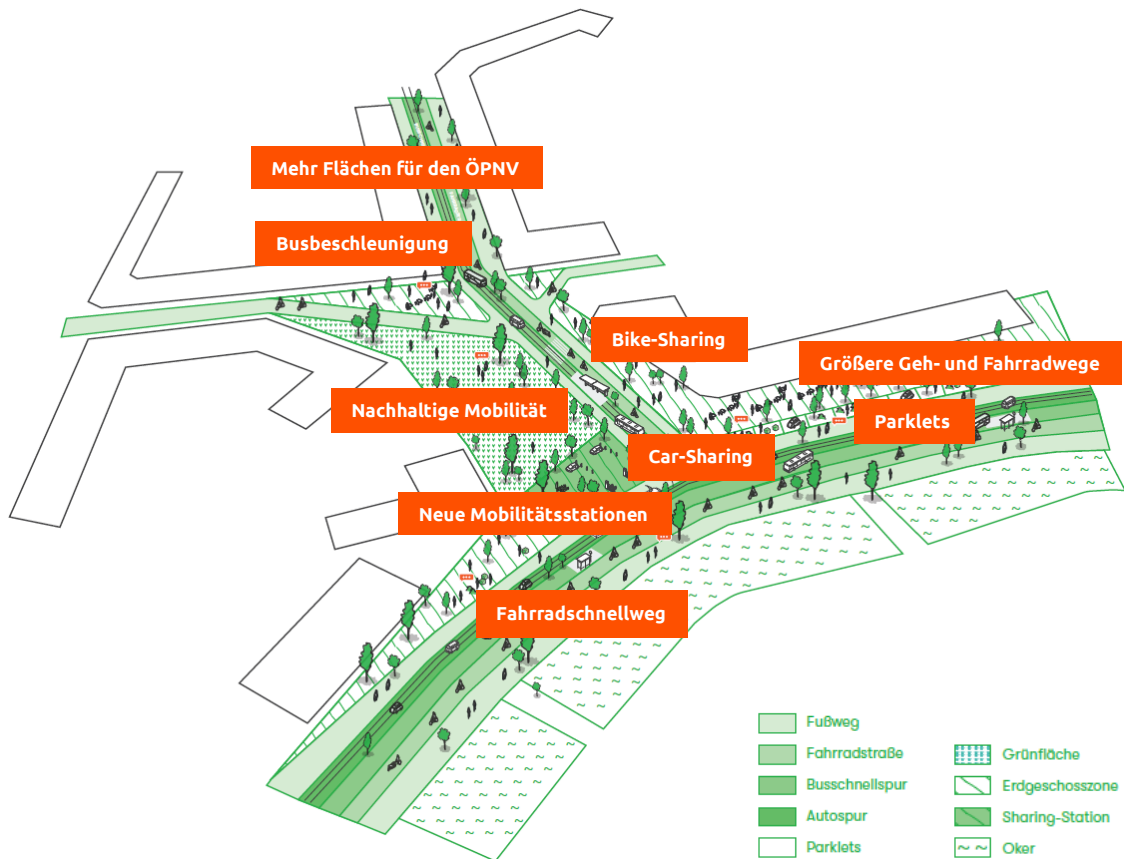 Mehr Flächen für den ÖPNV
Busbeschleunigung
Bike-Sharing
Größere Geh- und Fahrradwege
Nachhaltige Mobilität
Parklets
Car-Sharing
Neue Mobilitätsstationen
Fahrradschnellweg
Fußweg
Fahrradstraße
Busschnellspur
Autospur
Parklets
Grünfläche
Erdgeschosszone
Sharing-Station
Oker